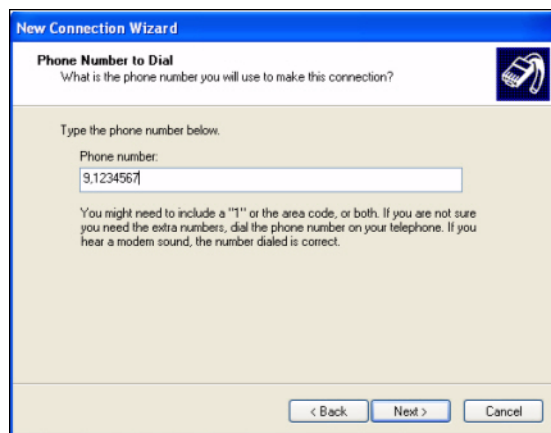 New Connection Wizard
Phone Number to Dial
What is the phone number you will use to make this connection?
Type the phone number below.
Phone number:
9,1234567
You might need to include a "1" or the area code, or both. If you are not sure
you need the extra numbers, dial the phone number on your telephone. If you
hear a modem sound, the number dialed is correct.
< Back Next > Cancel